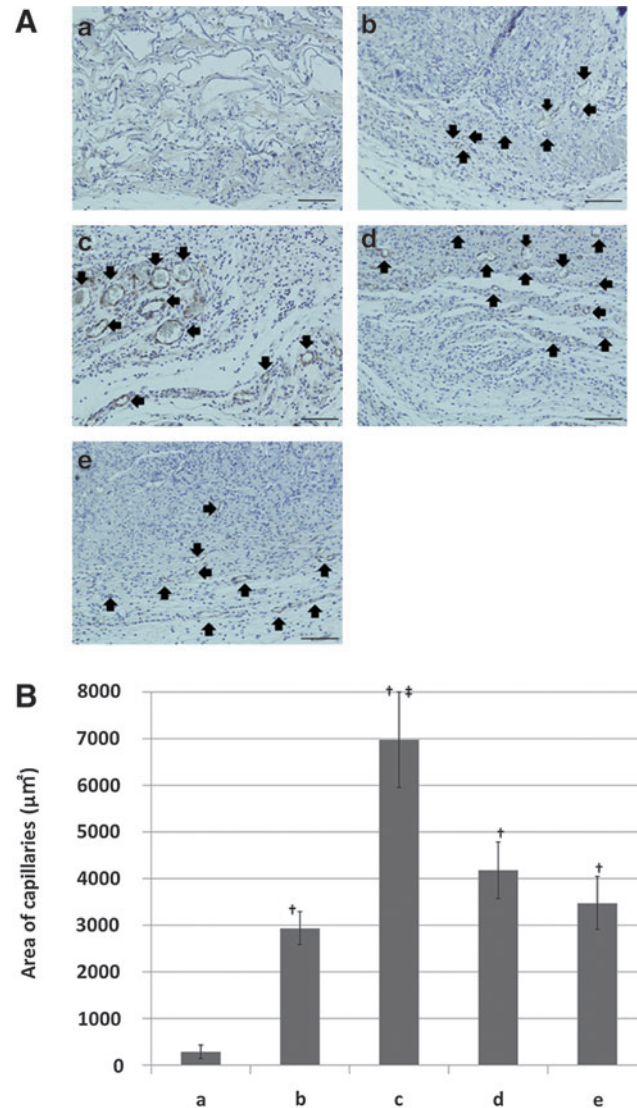 A
a
b
c
d
e
B
8000
7000
6000
5000
4000
3000
2000
1000
0
Area of capillaries (μm²)
†
† ‡
†
†
a b c d e